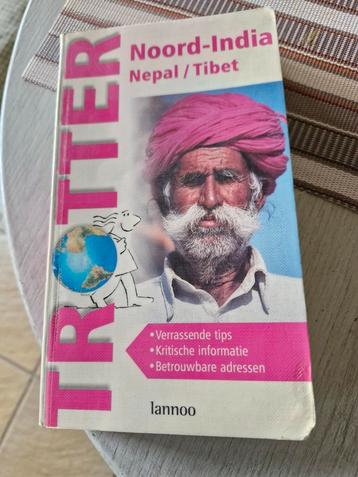 TROTTER
Noord-India
Nepal / Tibet
• Verrassende tips
• Kritische informatie
• Betrouwbare adressen
lannoo